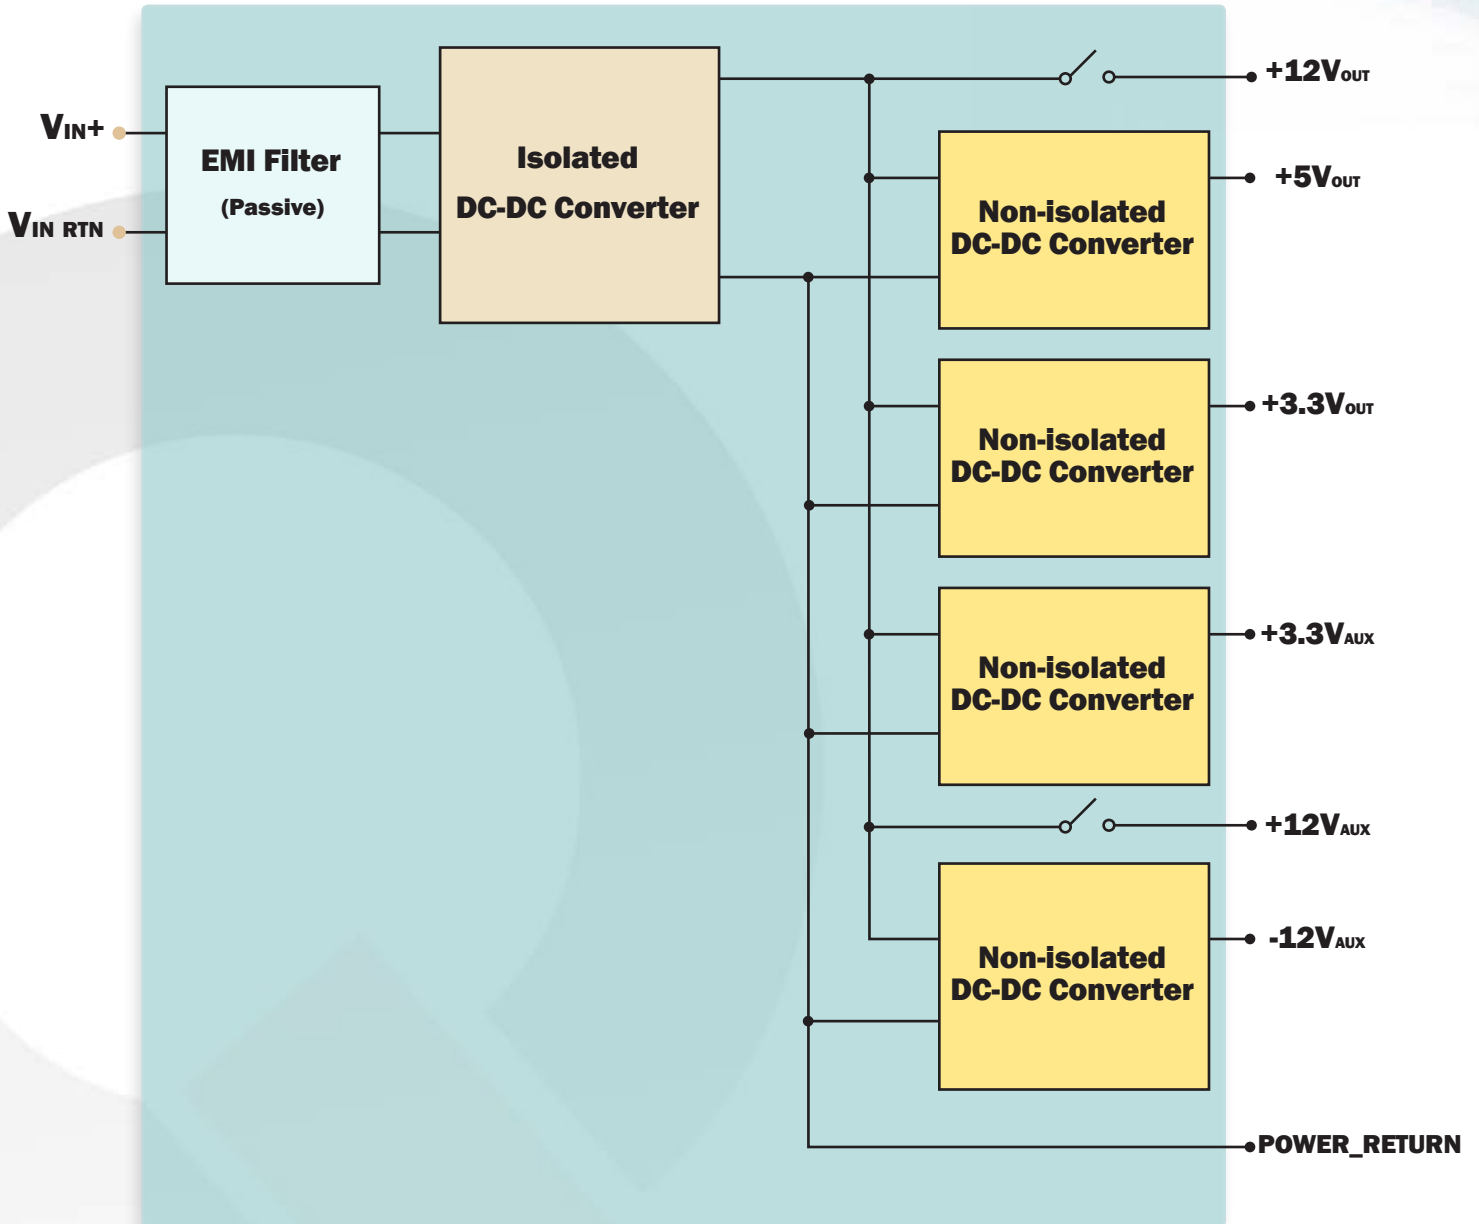 VIN+
VIN RTN
EMI Filter
(Passive)
Isolated
DC-DC Converter
+12VOUT
Non-isolated
DC-DC Converter
+5VOUT
Non-isolated
DC-DC Converter
+3.3VOUT
Non-isolated
DC-DC Converter
+3.3VAUX
+12VAUX
Non-isolated
DC-DC Converter
-12VAUX
POWER_RETURN